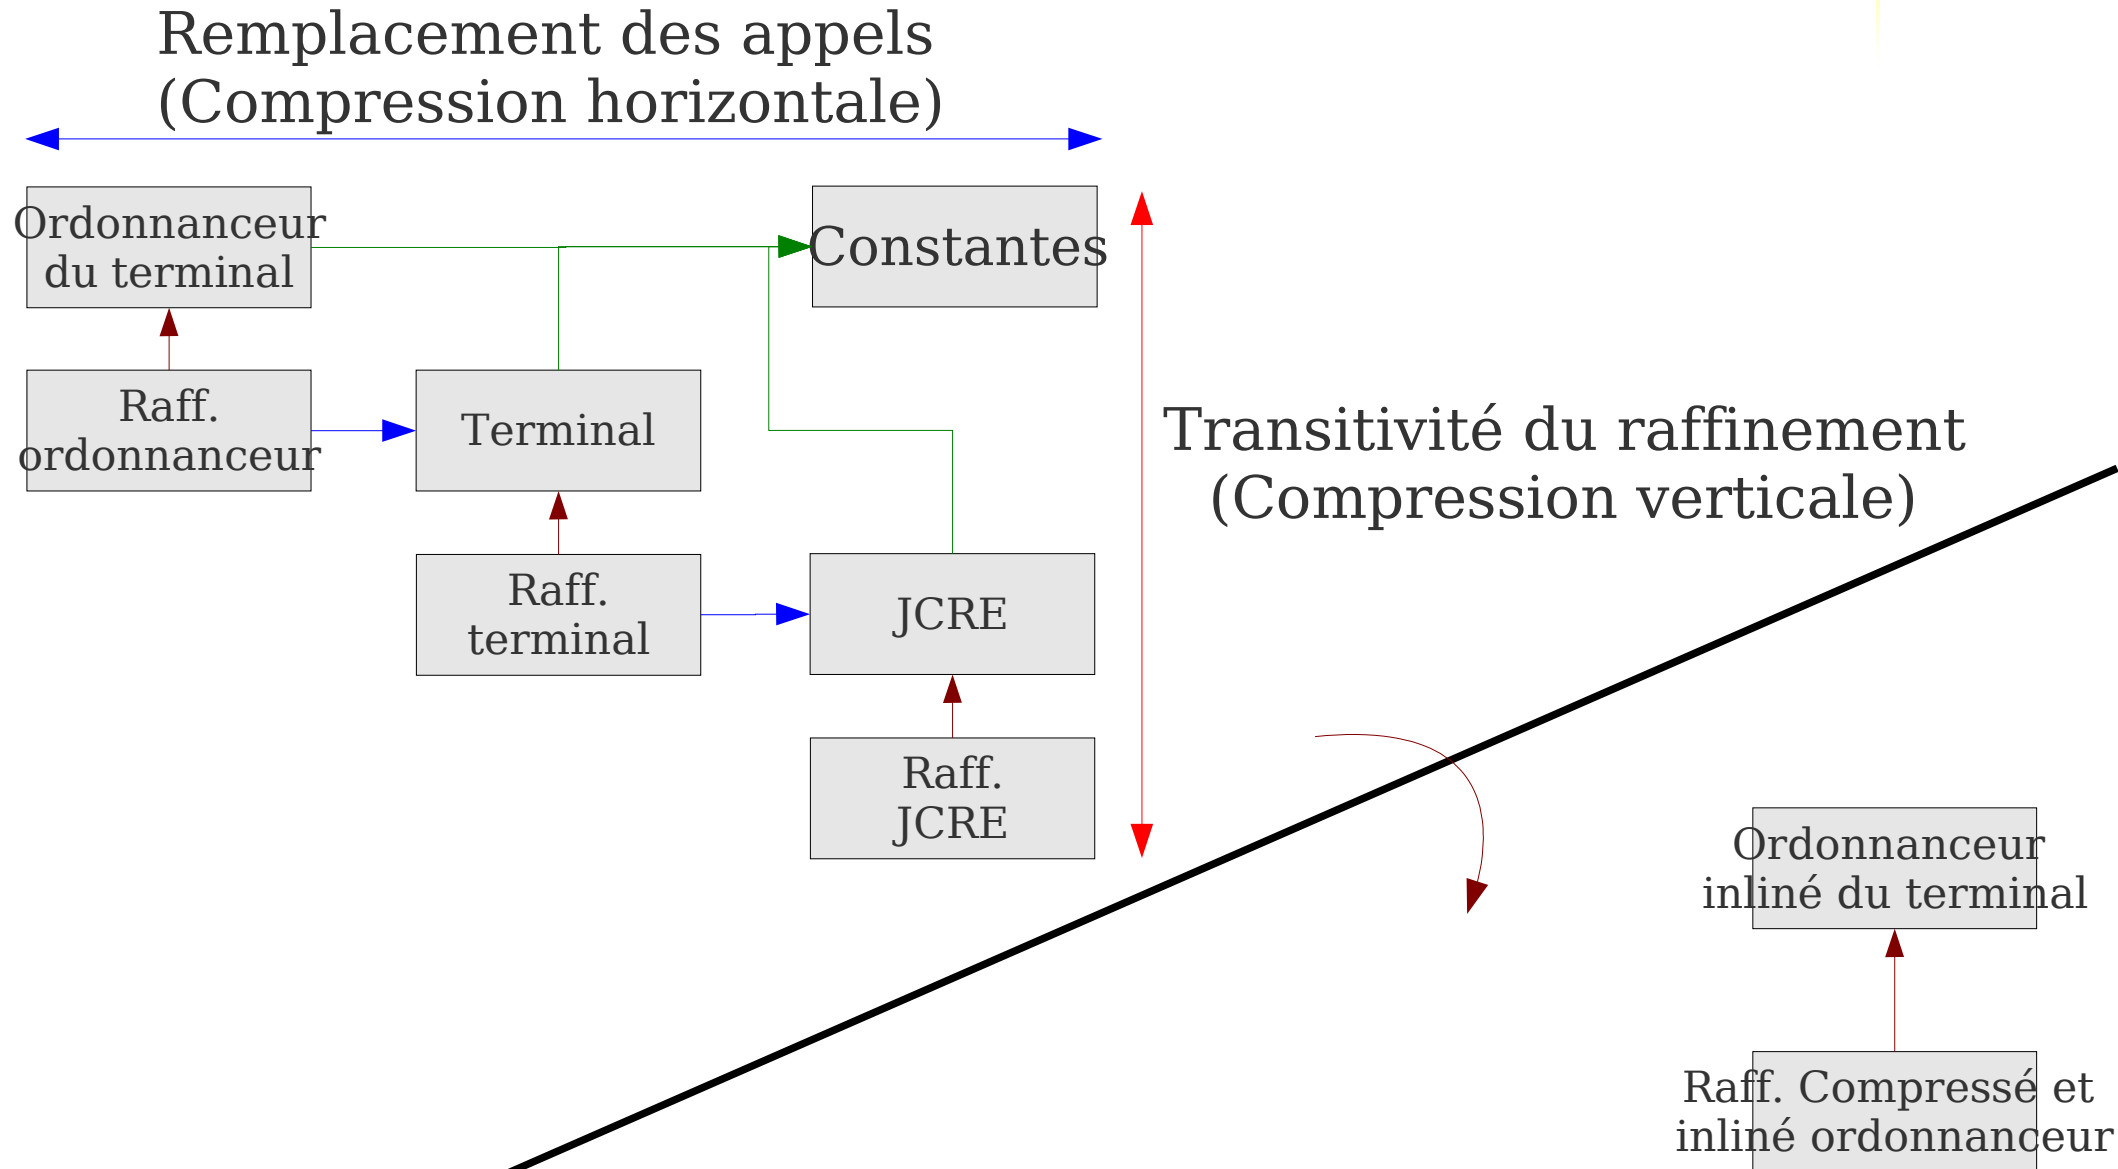 Remplacement des appels
(Compression horizontale)
Ordonnanceur
du terminal
Constantes
Raff.
ordonnanceur
Terminal
Transitivité du raffinement
(Compression verticale)
Raff.
terminal
JCRE
Raff.
JCRE
Ordonnanceur
inliné du terminal
Raff. Compressé et
inliné ordonnanceur